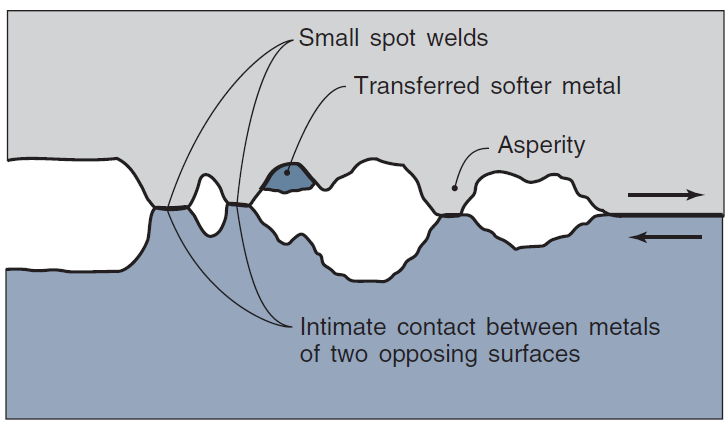 Small spot welds
Transferred softer metal
Asperity
Intimate contact between metals
of two opposing surfaces